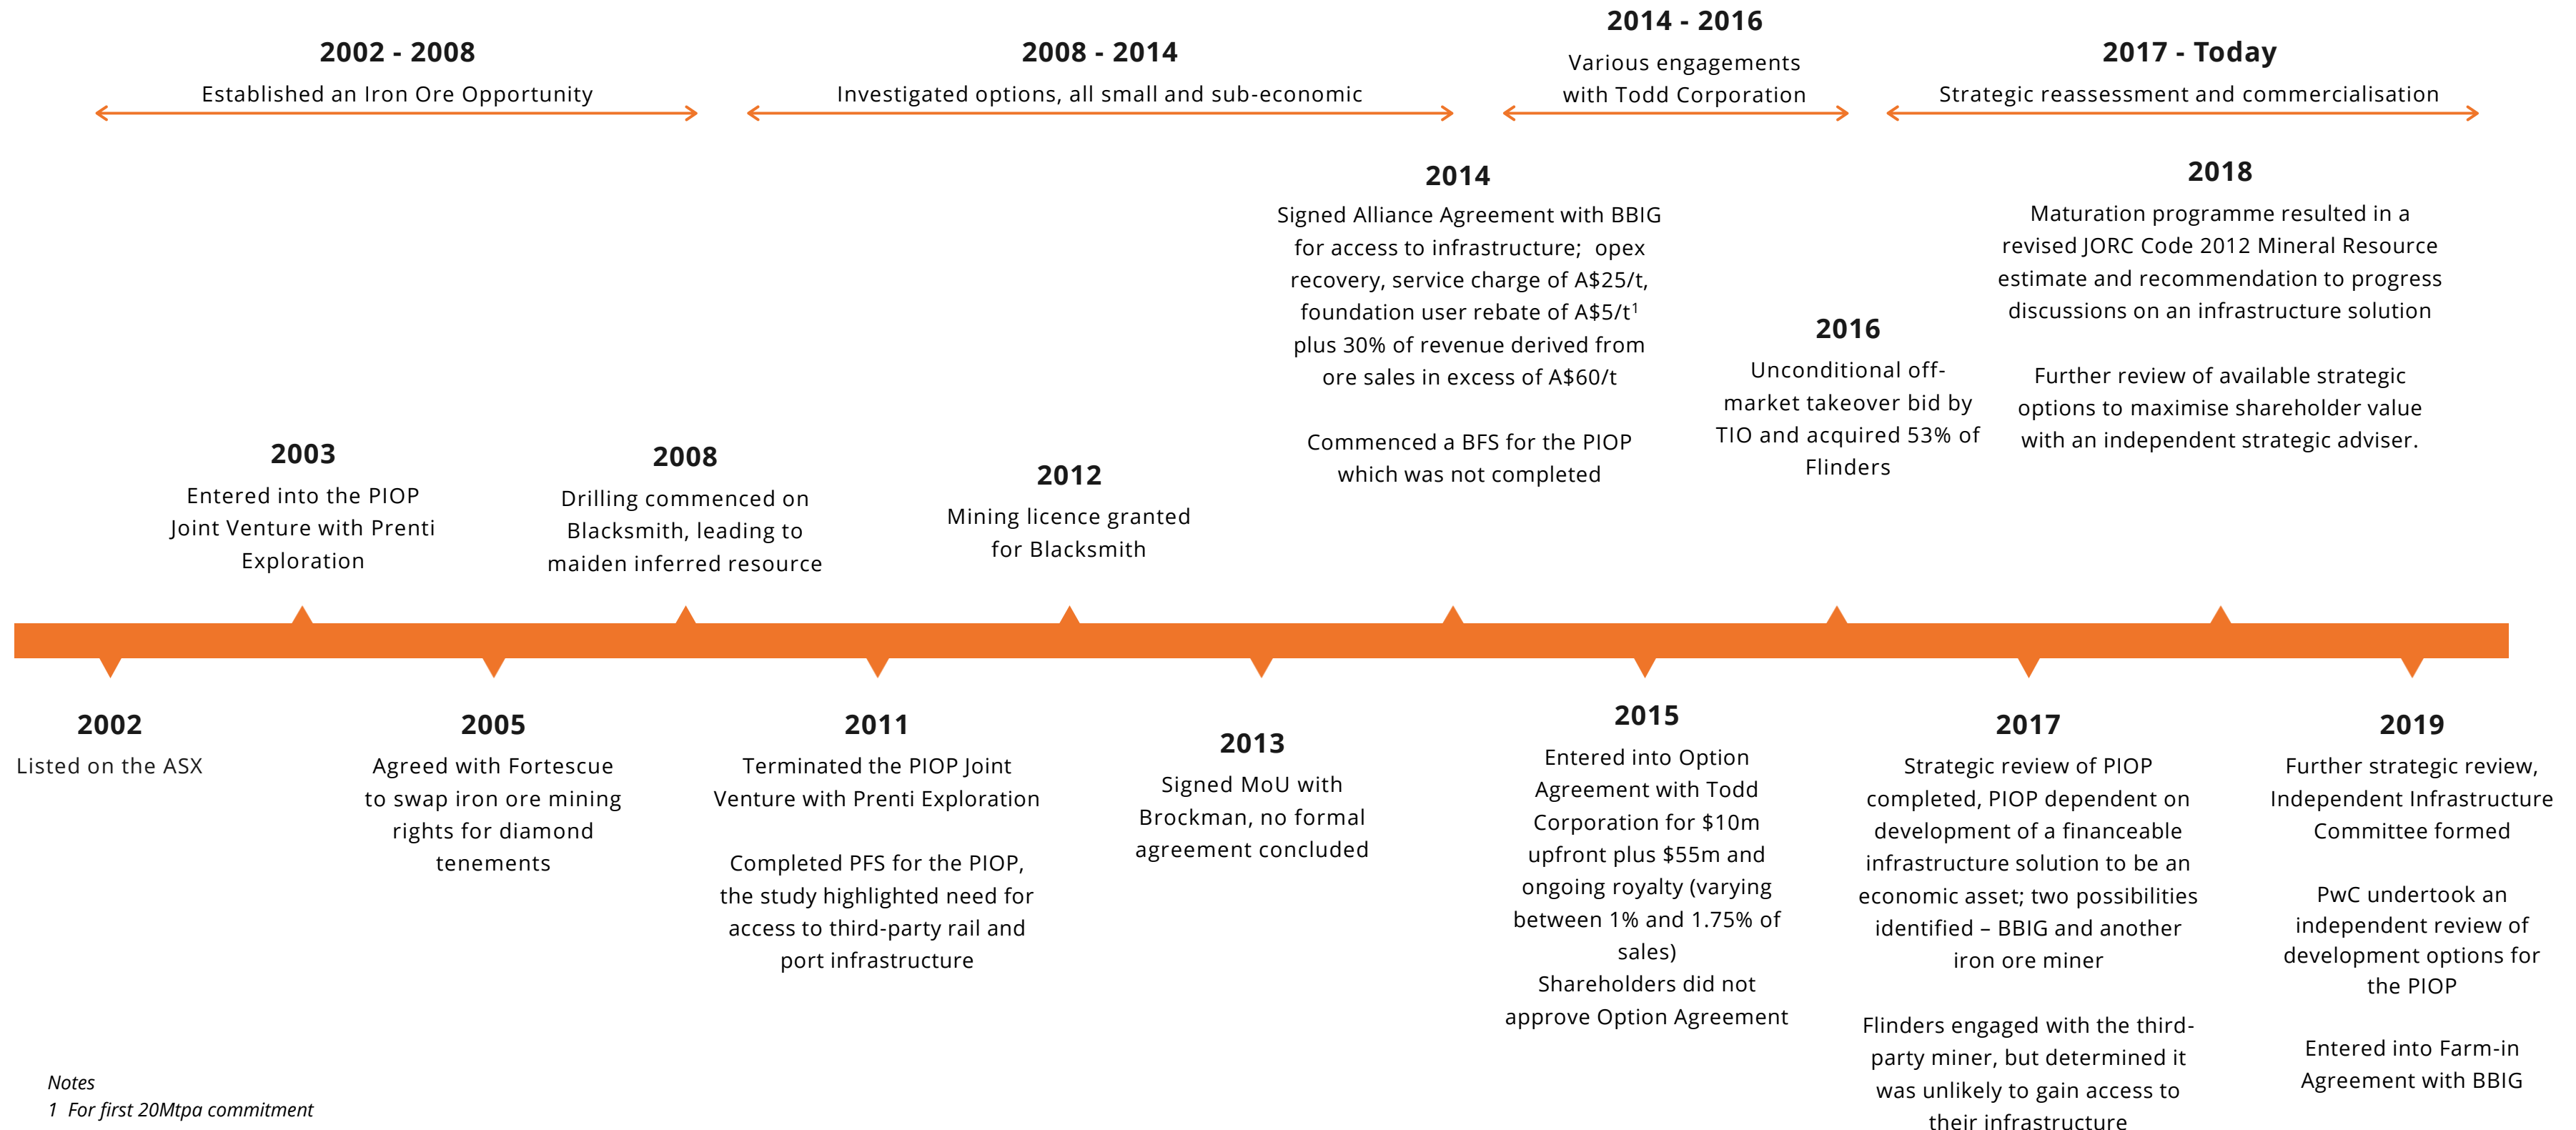 2002 - 2008
Established an Iron Ore Opportunity
2008 - 2014
Investigated options, all small and sub-economic
2014 - 2016
Various engagements
with Todd Corporation
2017 - Today
Strategic reassessment and commercialisation
2003
Entered into the PIOP
Joint Venture with Prenti
Exploration
2008
Drilling commenced on
Blacksmith, leading to
maiden inferred resource
2012
Mining licence granted
for Blacksmith
2014
Signed Alliance Agreement with BBIG
for access to infrastructure;  opex
recovery, service charge of A$25/t,
foundation user rebate of A$5/t¹
plus 30% of revenue derived from
ore sales in excess of A$60/t
Commenced a BFS for the PIOP
which was not completed
2016
Unconditional off-
market takeover bid by
TIO and acquired 53% of
Flinders
2018
Maturation programme resulted in a
revised JORC Code 2012 Mineral Resource
estimate and recommendation to progress
discussions on an infrastructure solution
Further review of available strategic
options to maximise shareholder value
with an independent strategic adviser.
2002
Listed on the ASX
2005
Agreed with Fortescue
to swap iron ore mining
rights for diamond
tenements
2011
Terminated the PIOP Joint
Venture with Prenti Exploration
Completed PFS for the PIOP,
the study highlighted need for
access to third-party rail and
port infrastructure
2013
Signed MoU with
Brockman, no formal
agreement concluded
2015
Entered into Option
Agreement with Todd
Corporation for $10m
upfront plus $55m and
ongoing royalty (varying
between 1% and 1.75% of
sales)
Shareholders did not
approve Option Agreement
2017
Strategic review of PIOP
completed, PIOP dependent on
development of a financeable
infrastructure solution to be an
economic asset; two possibilities
identified – BBIG and another
iron ore miner
Flinders engaged with the third-
party miner, but determined it
was unlikely to gain access to
their infrastructure
2019
Further strategic review,
Independent Infrastructure
Committee formed
PwC undertook an
independent review of
development options for
the PIOP
Entered into Farm-in
Agreement with BBIG
Notes
1  For first 20Mtpa commitment